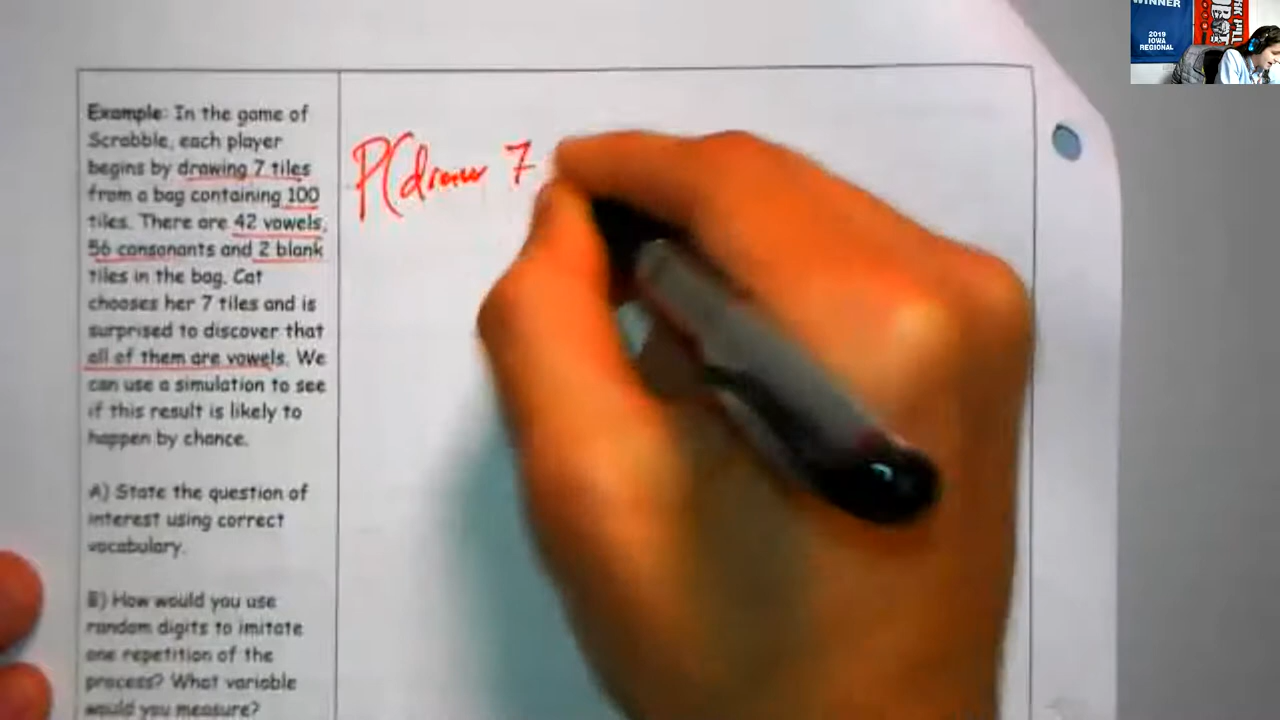 WINNER
2019
IOWA
REGIONAL
Example: In the game of
Scrabble, each player
begins by drawing 7 tiles
from a bag containing 100
tiles. There are 42 vowels,
56 consonants and 2 blank
tiles in the bag. Cat
chooses her 7 tiles and is
surprised to discover that
all of them are vowels. We
can use a simulation to see
if this result is likely to
happen by chance.
A) State the question of
interest using correct
vocabulary.
B) How would you use
random digits to imitate
one repetition of the
process? What variable
would you measure?
P(draw 7